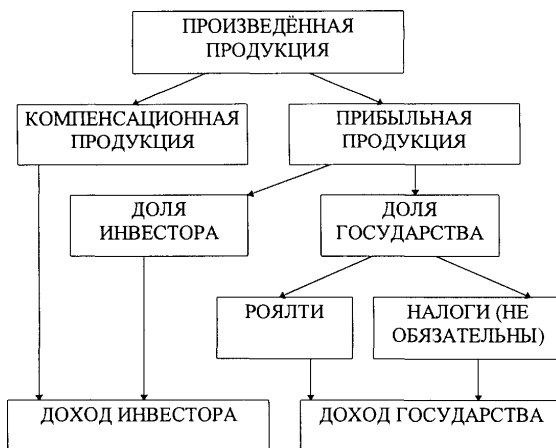 ПРОИЗВЕДЁННАЯ
ПРОДУКЦИЯ
КОМПЕНСАЦИОННАЯ
ПРОДУКЦИЯ
ПРИБЫЛЬНАЯ
ПРОДУКЦИЯ
ДОЛЯ
ИНВЕСТОРА
ДОЛЯ
ГОСУДАРСТВА
РОЯЛТИ
НАЛОГИ (НЕ
ОБЯЗАТЕЛЬНЫ)
ДОХОД ИНВЕСТОРА
ДОХОД ГОСУДАРСТВА